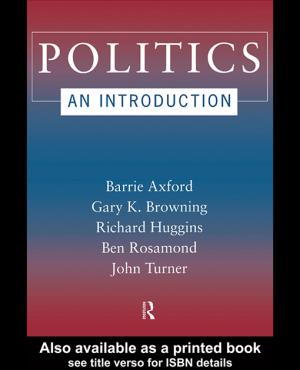 POLITICS
AN INTRODUCTION
Barrie Axford
Gary K. Browning
Richard Huggins
Ben Rosamond
John Turner
R
Also available as a printed book
see title verso for ISBN details